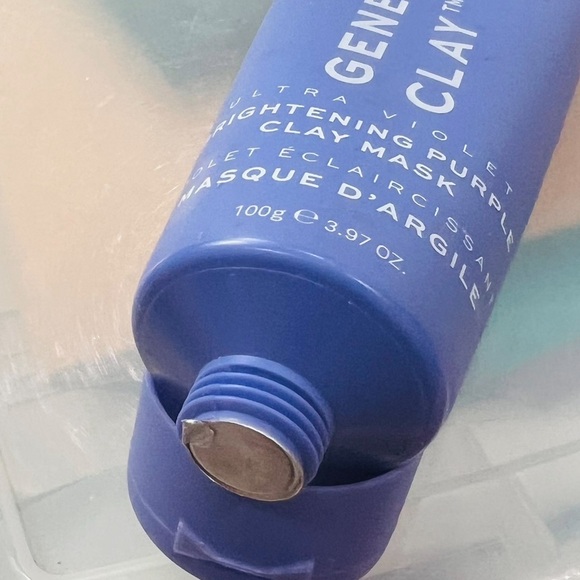 GENE
CLAY™
ULTRA VIOLET
RIGHTENING PURPLE
CLAY MASK
OLET ÉCLAIRCISSAN
MASQUE D'ARGILE
100g ℮ 3.97 OZ.